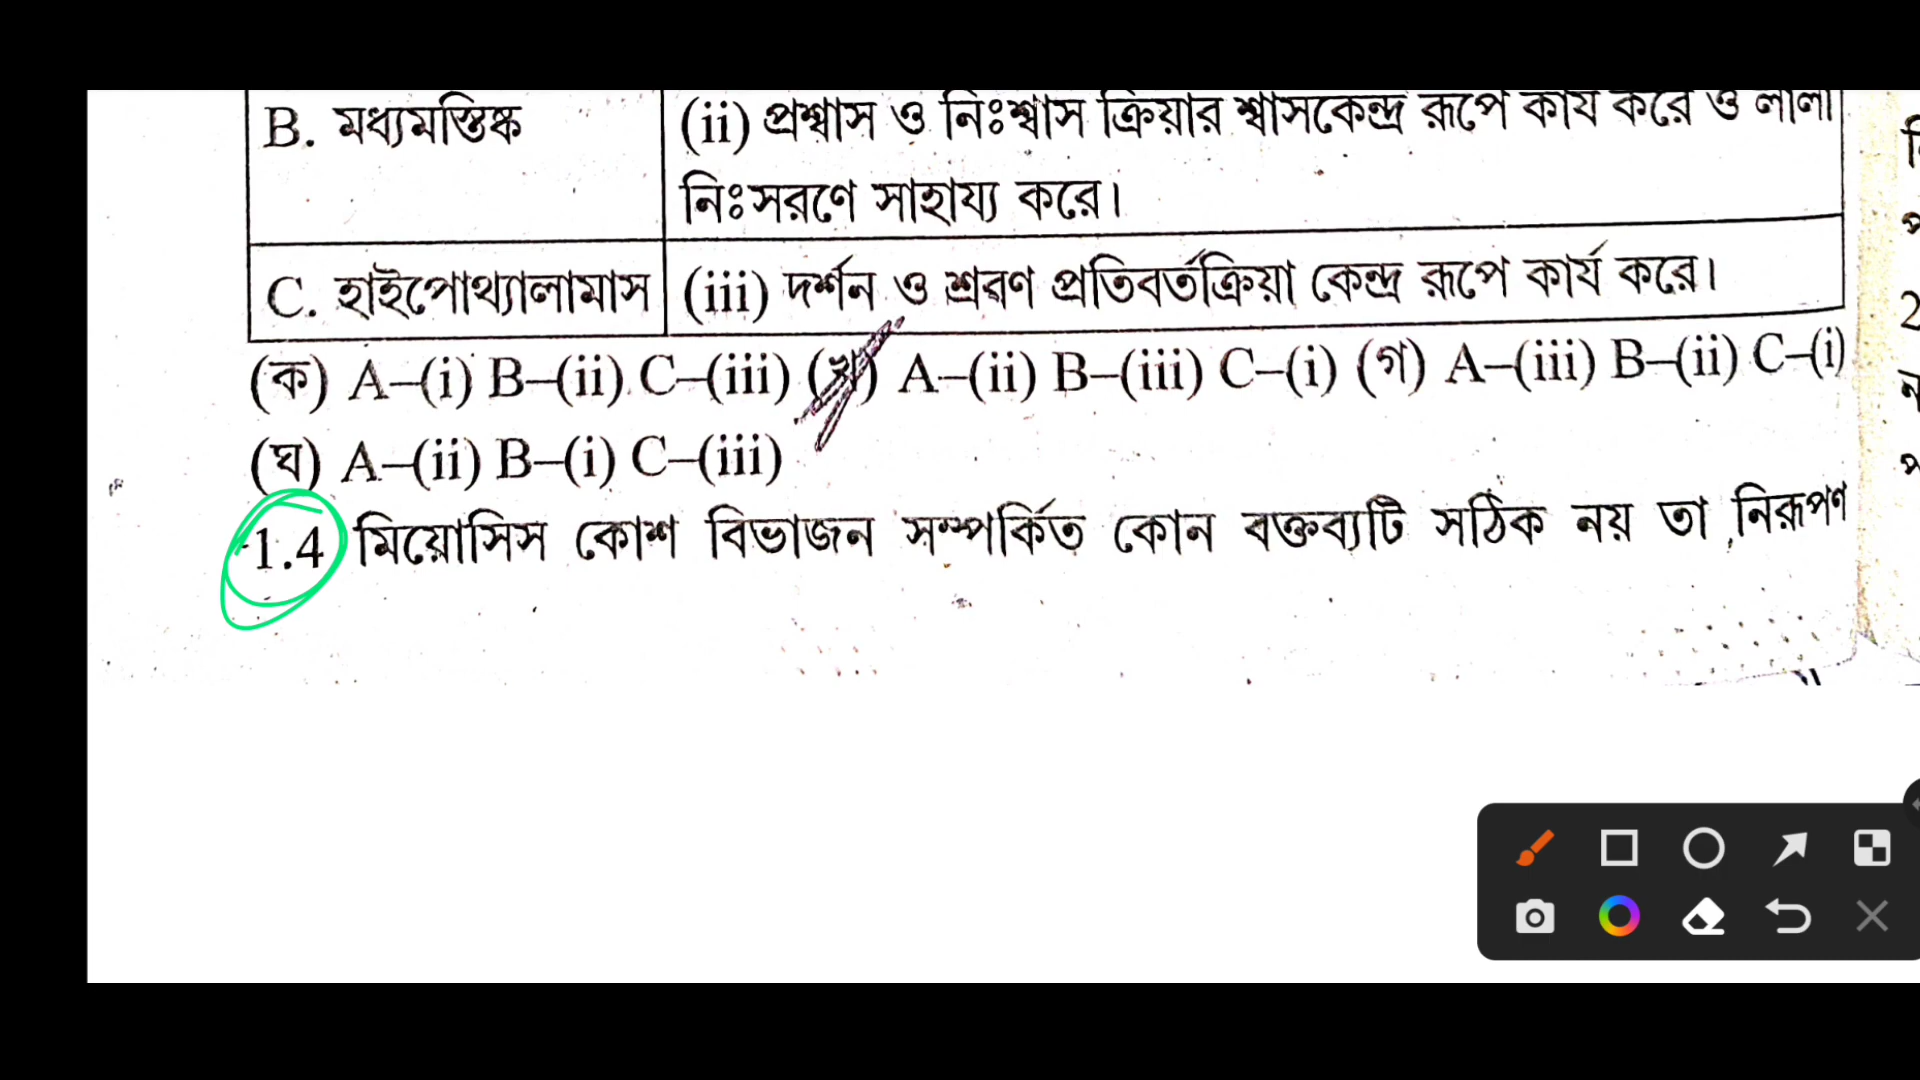 B. মধ্যমস্তিষ্ক
(ii) প্রশ্বাস ও নিঃশ্বাস ক্রিয়ার শ্বাসকেন্দ্র রূপে কার্য করে ও লালা
নিঃসরণে সাহায্য করে।
C. হাইপোথ্যালামাস
(iii) দর্শন ও শ্রবণ প্রতিবর্তক্রিয়া কেন্দ্র রূপে কার্য করে।
(ক) A–(i) B–(ii) C–(iii) (খ) A–(ii) B–(iii) C–(i) (গ) A–(iii) B–(ii) C–(i)
(ঘ) A–(ii) B–(i) C–(iii)
1.4 মিয়োসিস কোশ বিভাজন সম্পর্কিত কোন বক্তব্যটি সঠিক নয় তা নিরূপণ